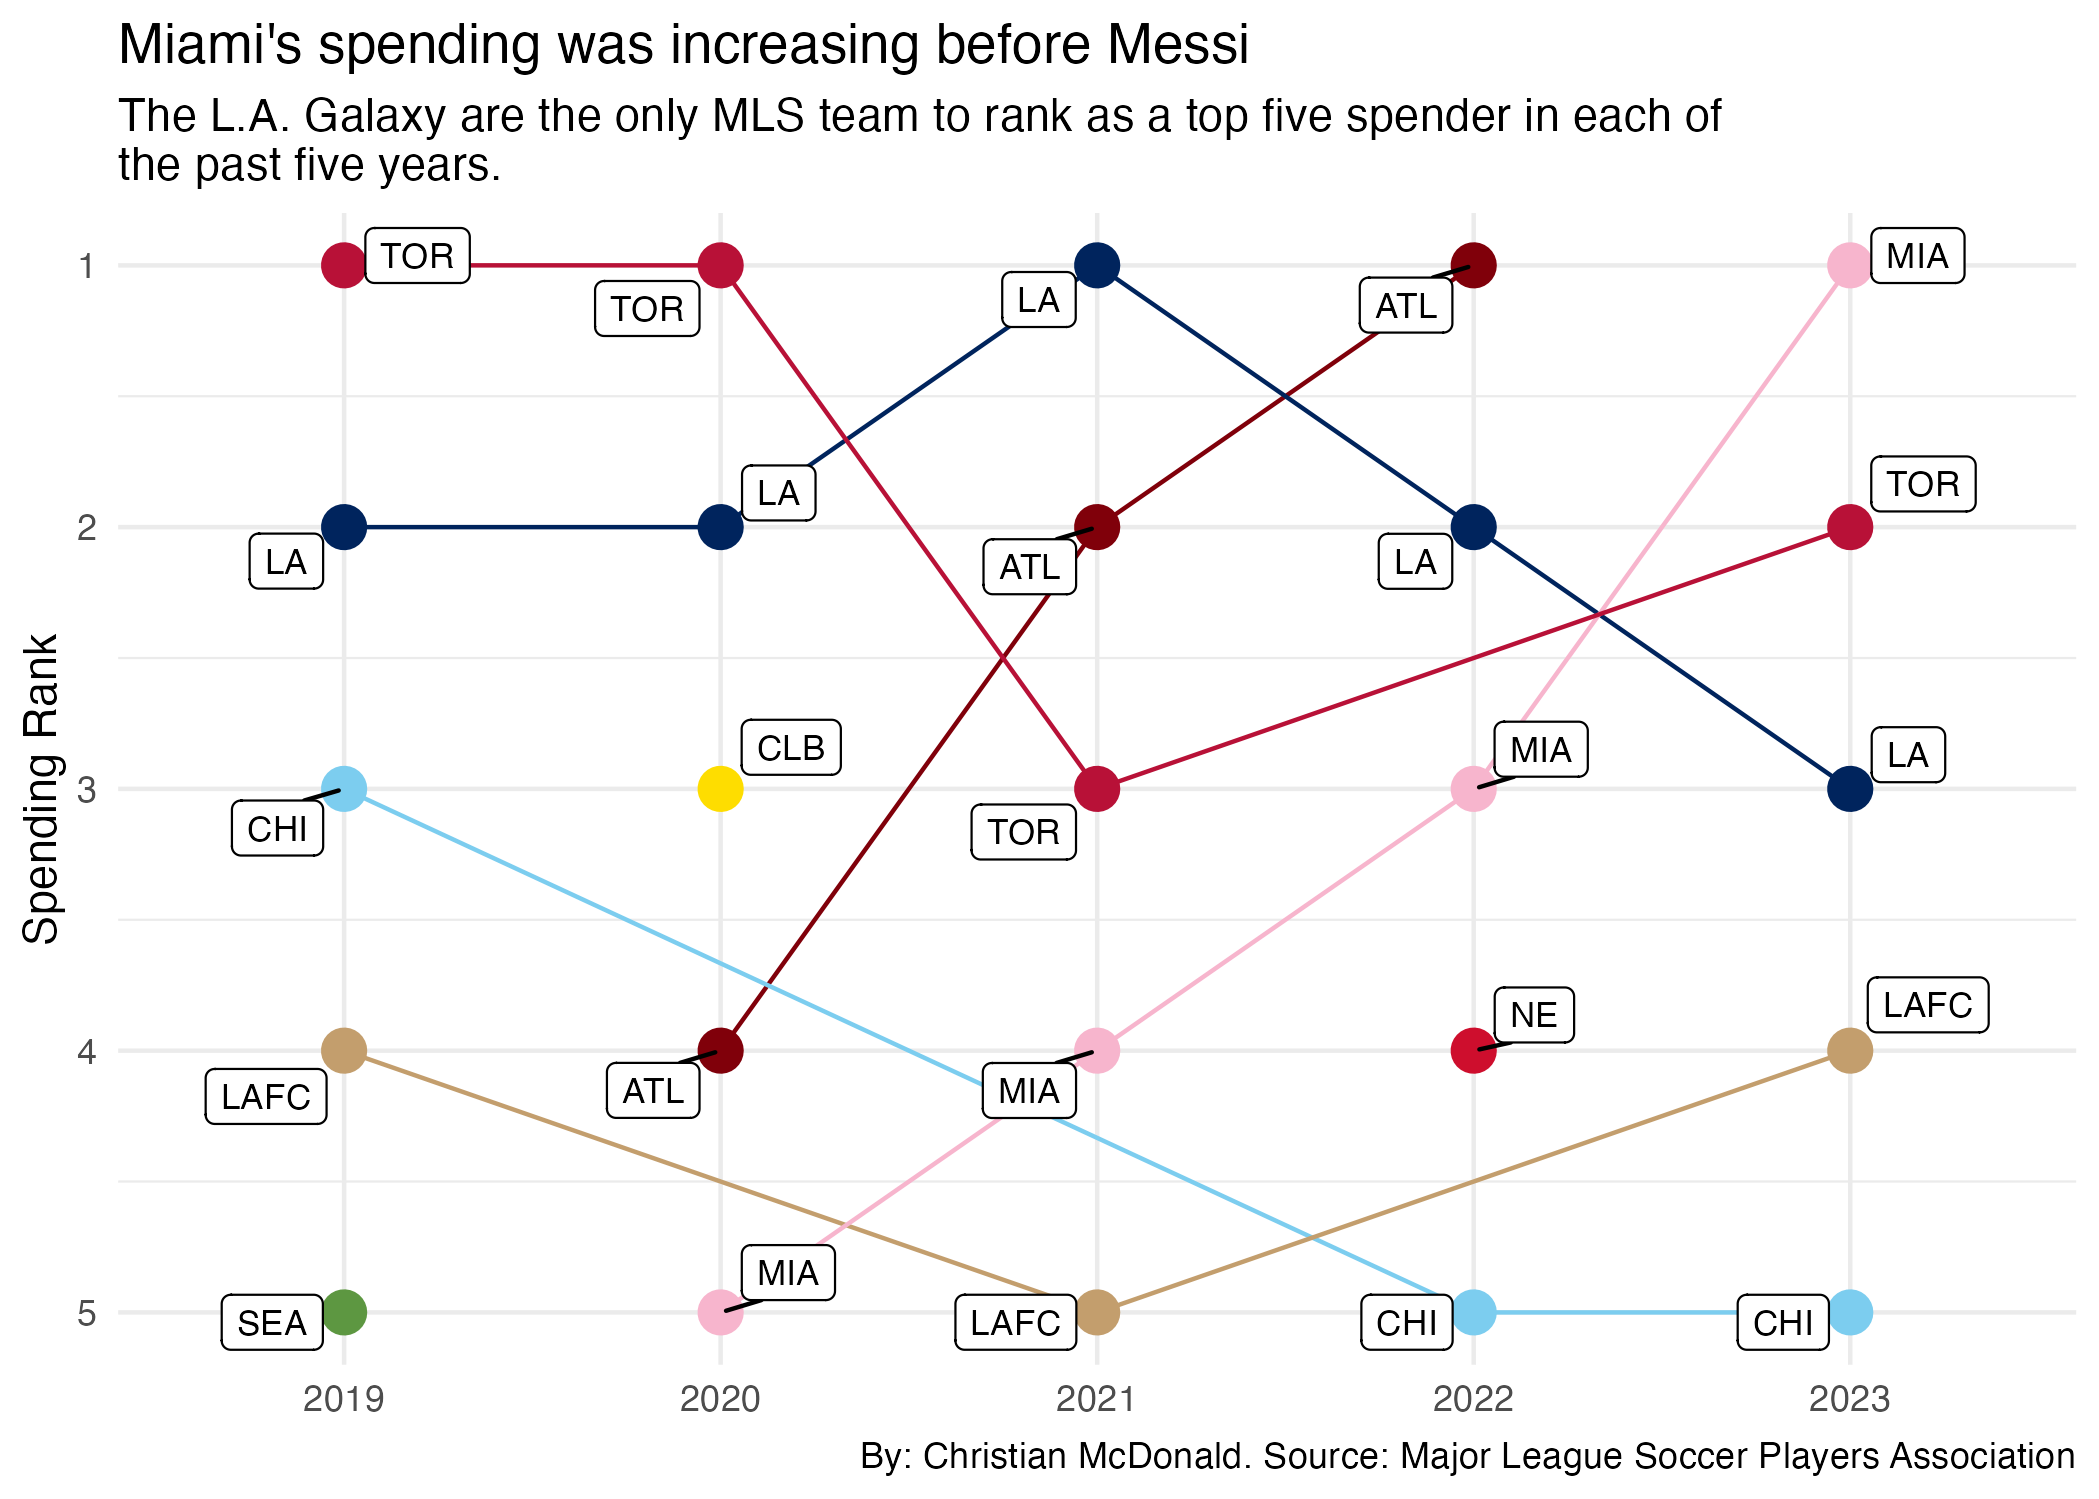 Miami's spending was increasing before Messi
The L.A. Galaxy are the only MLS team to rank as a top five spender in each of
the past five years.
Spending Rank
1
TOR
TOR
LA
ATL
MIA
2
LA
LA
ATL
LA
TOR
3
CHI
CLB
TOR
MIA
LA
4
LAFC
ATL
MIA
NE
LAFC
5
SEA
MIA
LAFC
CHI
CHI
2019
2020
2021
2022
2023
By: Christian McDonald. Source: Major League Soccer Players Association